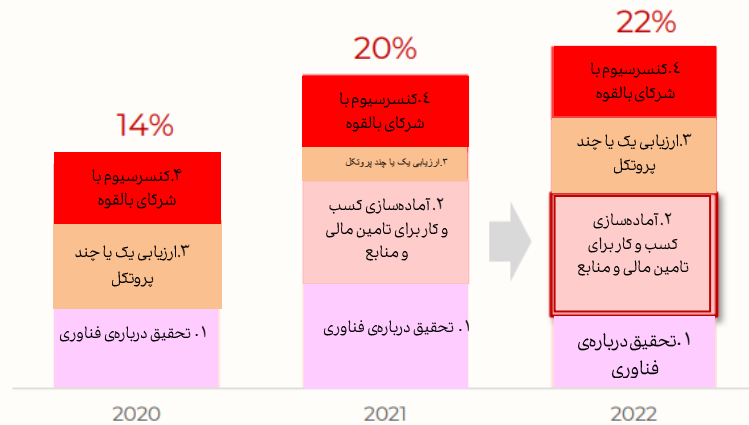 14%
۴.کنسرسیوم با
شرکای بالقوه
۳.ارزیابی یک یا چند
پروتکل
۱. تحقیق درباره‌ی فناوری
2020
20%
٤.کنسرسیوم با
شرکای بالقوه
۳.ارزیابی یک یا چند پروتکل
۲. آماده‌سازی کسب
و کار برای تامین مالی
و منابع
۱. تحقیق درباره‌ی فناوری
2021
22%
٤.کنسرسیوم با
شرکای بالقوه
۳.ارزیابی یک یا چند
پروتکل
۲.آماده‌سازی
کسب و کار برای
تامین مالی و منابع
۱.تحقیق درباره‌ی
فناوری
2022